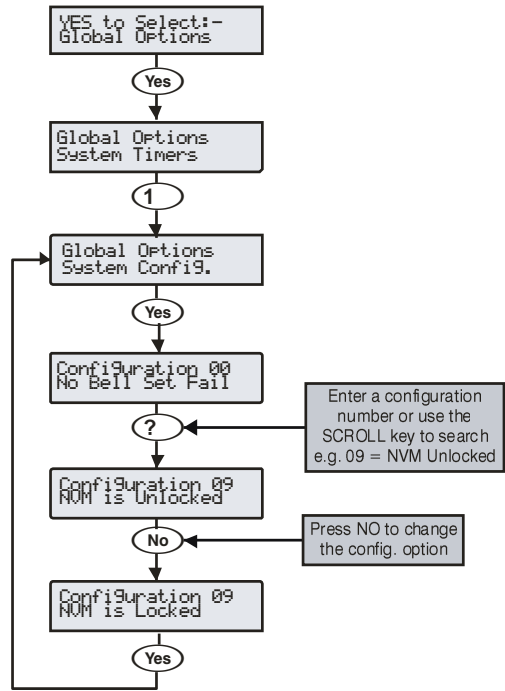 YES to Select:-
Global Options
Yes
Global Options
System Timers
1
Global Options
System Config.
Yes
Configuration 00
No Bell Set Fail
?
Enter a configuration
number or use the
SCROLL key to search
e.g. 09 = NVM Unlocked
Configuration 09
NVM is Unlocked
No
Press NO to change
the config. option
Configuration 09
NVM is Locked
Yes